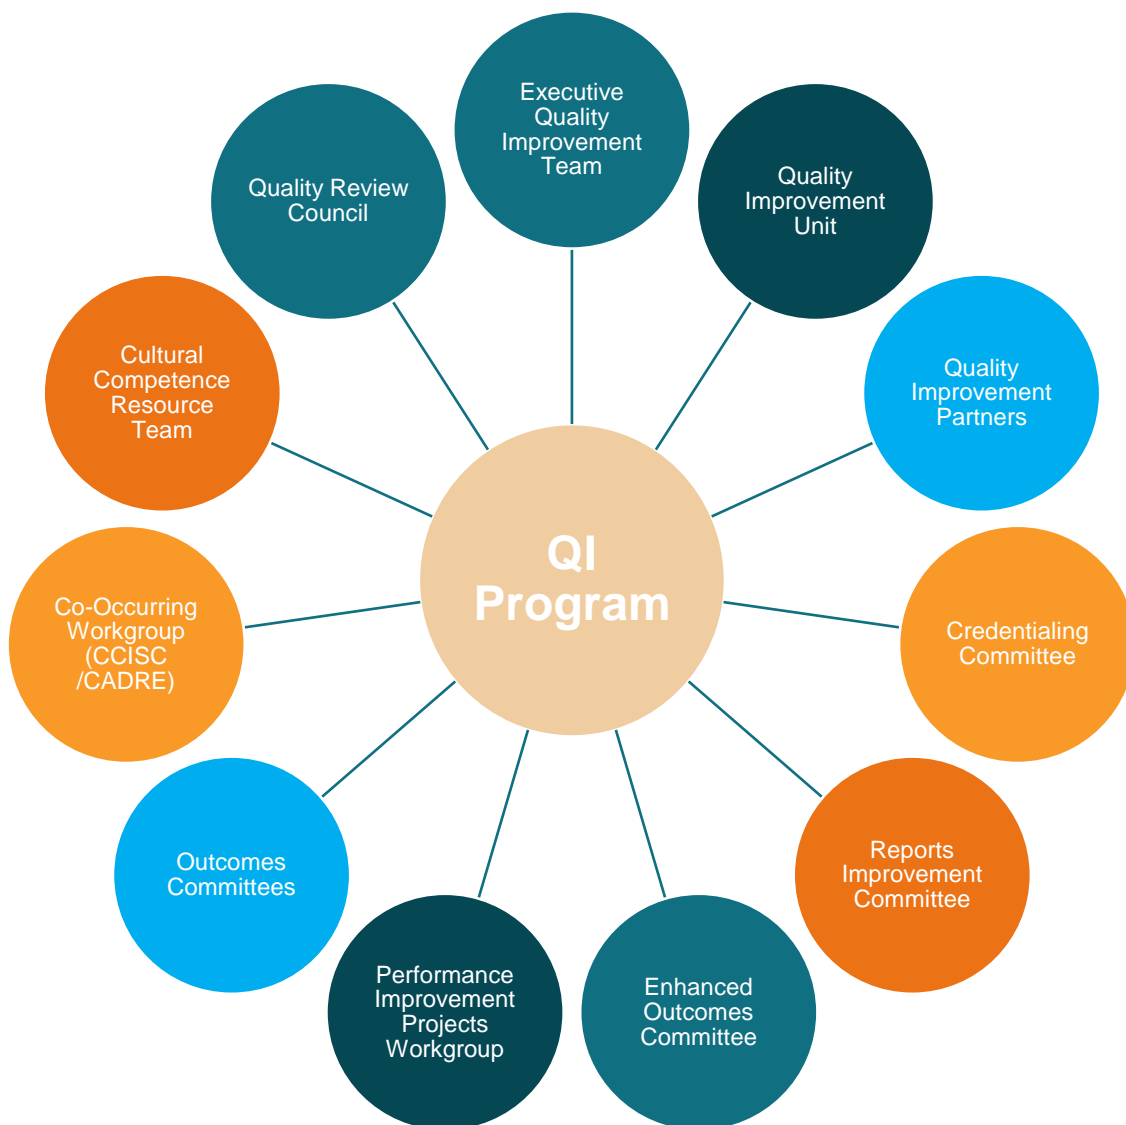 Executive
Quality
Improvement
Team
Quality
Improvement
Unit
Quality
Improvement
Partners
Credentialing
Committee
Reports
Improvement
Committee
Enhanced
Outcomes
Committee
Performance
Improvement
Projects
Workgroup
Outcomes
Committees
Co-Occurring
Workgroup
(CCISC
/CADRE)
Cultural
Competence
Resource
Team
Quality Review
Council
QI
Program